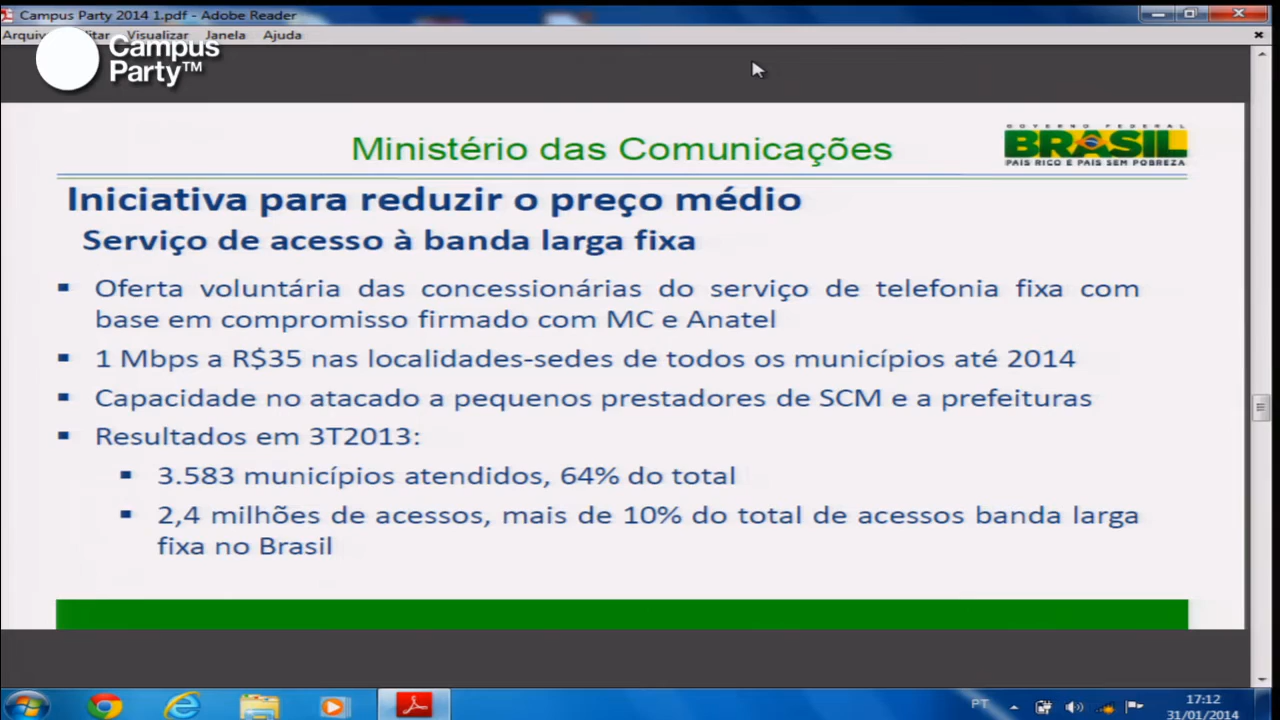 Campus Party 2014 1.pdf - Adobe Reader
Visualizar Janela Ajuda
Campus
Party™
Ministério das Comunicações
GOVERNO FEDERAL
BRASIL
PAÍS RICO É PAÍS SEM POBREZA
Iniciativa para reduzir o preço médio
Serviço de acesso à banda larga fixa
▪ Oferta voluntária das concessionárias do serviço de telefonia fixa com
base em compromisso firmado com MC e Anatel
▪ 1 Mbps a R$35 nas localidades-sedes de todos os municípios até 2014
▪ Capacidade no atacado a pequenos prestadores de SCM e a prefeituras
▪ Resultados em 3T2013:
▪ 3.583 municípios atendidos, 64% do total
▪ 2,4 milhões de acessos, mais de 10% do total de acessos banda larga
fixa no Brasil
PT
17:12
31/01/2014